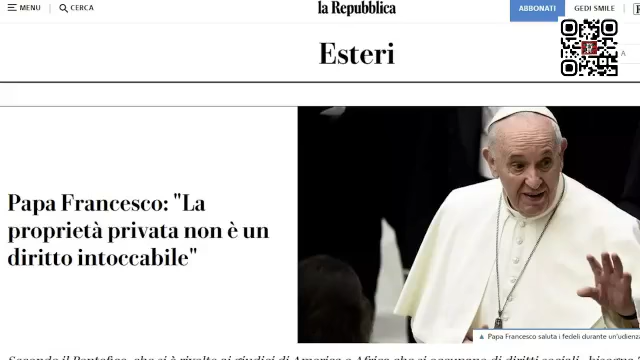 MENU CERCA la Repubblica ABBONATI GEDI SMILE
Esteri
Papa Francesco: "La
proprietà privata non è un
diritto intoccabile"
Papa Francesco saluta i fedeli durante un'udienza